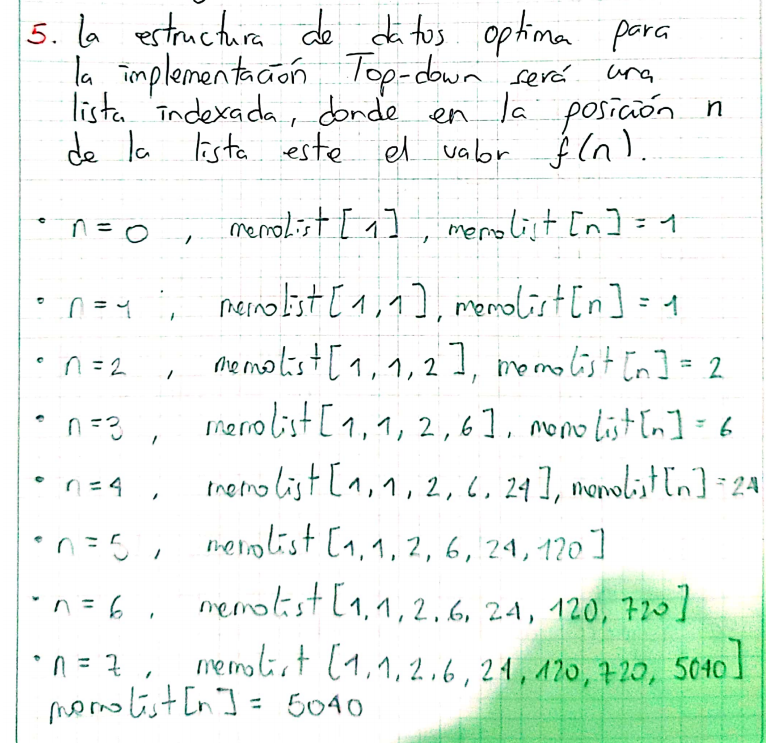 5. La estructura de datos optima para
la implementación Top-down será una
lista indexada, donde en la posición n
de la lista este el valor f(n).
• n=0 , memolist[1], memolist[n] = 1
• n=1 , memolist[1,1], memolist[n] = 1
• n=2 , memolist[1, 1, 2], memolist[n] = 2
• n=3 , memolist[1, 1, 2, 6], memolist[n] = 6
• n=4 , memolist[1, 1, 2, 6, 24], memolist[n] = 24
• n=5 , memolist[1, 1, 2, 6, 24, 120]
• n=6 , memolist[1, 1, 2, 6, 24, 120, 720]
• n=7 , memolist[1, 1, 2, 6, 24, 120, 720, 5040]
memolist[n] = 5040